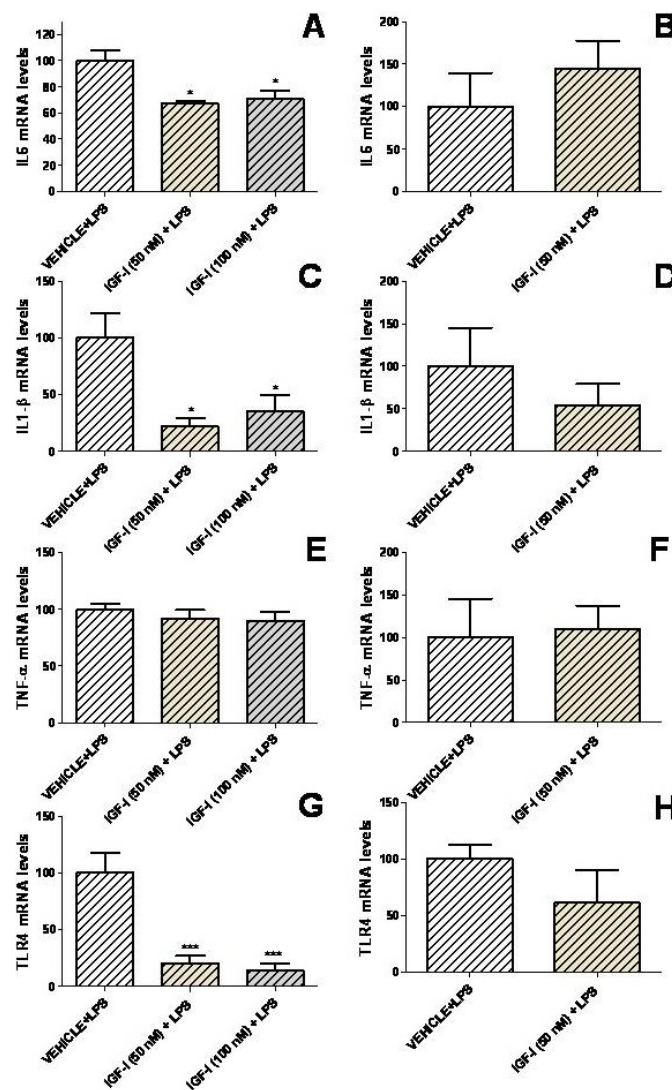 A
IL6 mRNA levels
120
100
80
60
40
20
0
*
*
VEHICLE+LPS
IGF-I (50 nM) + LPS
IGF-I (100 nM) + LPS
B
IL6 mRNA levels
200
150
100
50
0
VEHICLE+LPS
IGF-I (50 nM) + LPS
C
IL1-β mRNA levels
150
100
50
0
*
*
VEHICLE+LPS
IGF-I (50 nM) + LPS
IGF-I (100 nM) + LPS
D
IL1-β mRNA levels
200
150
100
50
0
VEHICLE+LPS
IGF-I (50 nM) + LPS
E
TNF-α mRNA levels
150
100
50
0
VEHICLE+LPS
IGF-I (50 nM) + LPS
IGF-I (100 nM) + LPS
F
TNF-α mRNA levels
200
150
100
50
0
VEHICLE+LPS
IGF-I (50 nM) + LPS
G
TLR4 mRNA levels
150
100
50
0
***
***
VEHICLE+LPS
IGF-I (50 nM) + LPS
IGF-I (100 nM) + LPS
H
TLR4 mRNA levels
150
100
50
0
VEHICLE+LPS
IGF-I (50 nM) + LPS